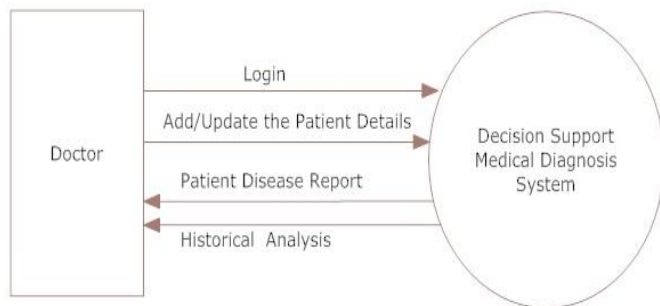 Login
Add/Update the Patient Details
Doctor
Decision Support
Medical Diagnosis
System
Patient Disease Report
Historical Analysis